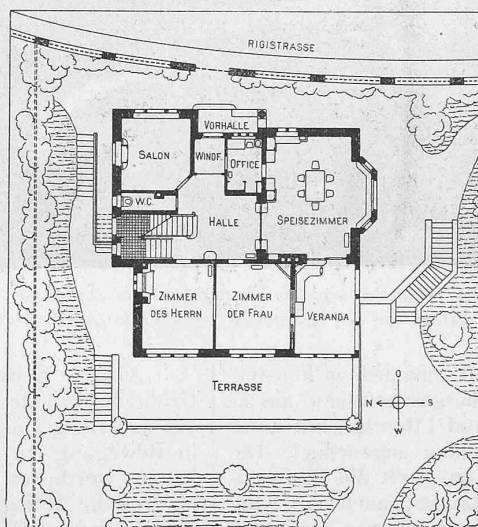 RIGISTRASSE
VORHALLE
SALON
WINDF.
OFFICE
W.C.
HALLE
SPEISEZIMMER
ZIMMER
DES HERRN
ZIMMER
DER FRAU
VERANDA
TERRASSE
O
N
S
W